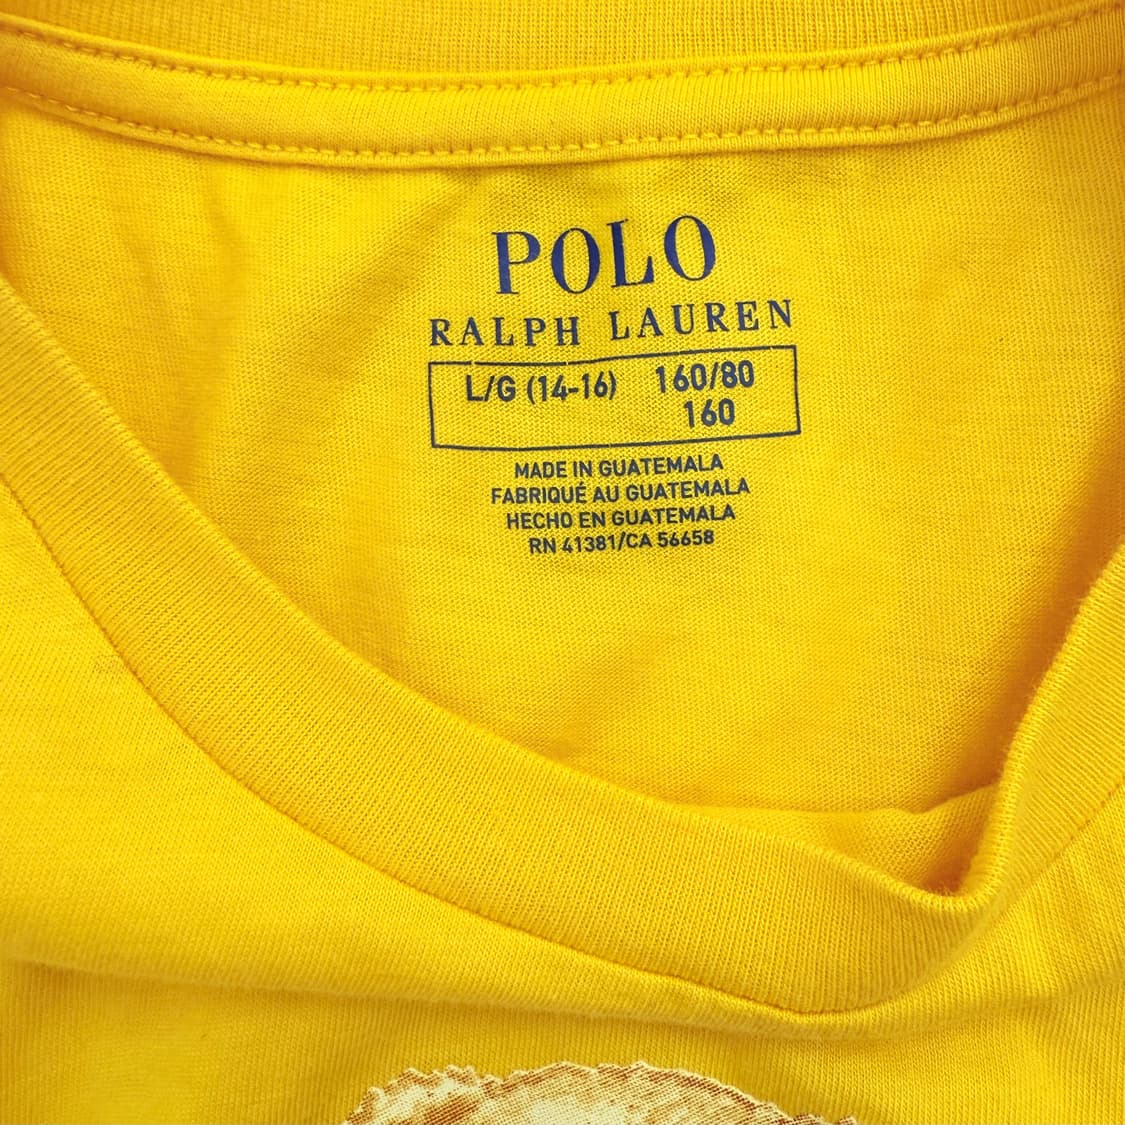 POLO
RALPH LAUREN
L/G (14-16) 160/80
160
MADE IN GUATEMALA
FABRIQUÉ AU GUATEMALA
HECHO EN GUATEMALA
RN 41381/CA 56658